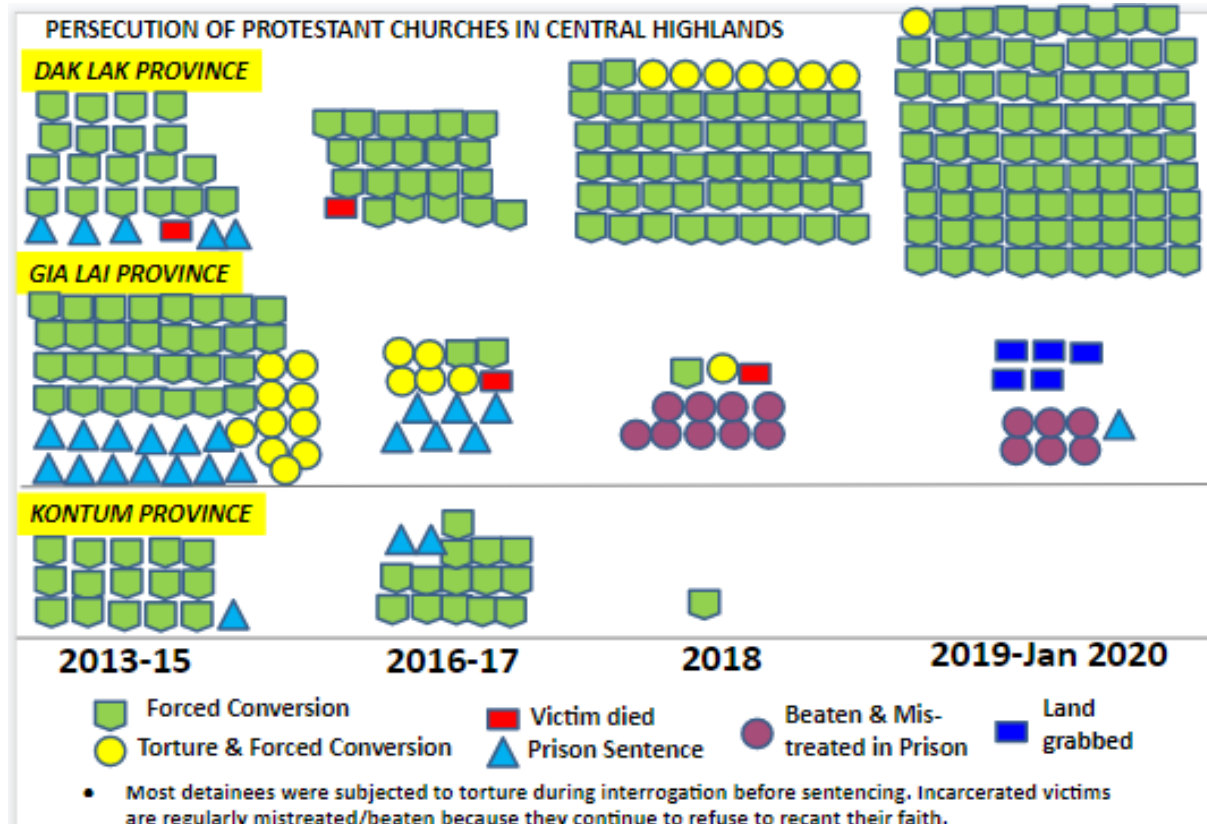 PERSECUTION OF PROTESTANT CHURCHES IN CENTRAL HIGHLANDS
DAK LAK PROVINCE
GIA LAI PROVINCE
KONTUM PROVINCE
2013-15
2016-17
2018
2019-Jan 2020
Forced Conversion
Torture & Forced Conversion
Victim died
Prison Sentence
Beaten & Mis-
treated in Prison
Land
grabbed
• Most detainees were subjected to torture during interrogation before sentencing. Incarcerated victims
are regularly mistreated/beaten because they continue to refuse to recant their faith.